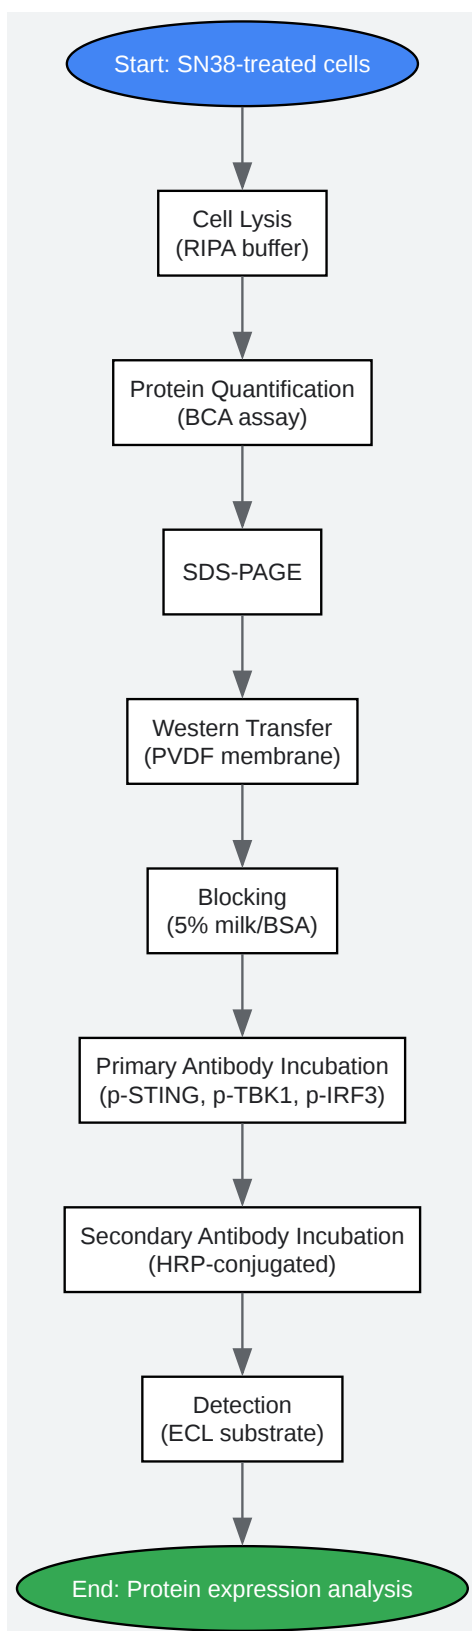 Start: SN38-treated cells
Cell Lysis
(RIPA buffer)
Protein Quantification
(BCA assay)
SDS-PAGE
Western Transfer
(PVDF membrane)
Blocking
(5% milk/BSA)
Primary Antibody Incubation
(p-STING, p-TBK1, p-IRF3)
Secondary Antibody Incubation
(HRP-conjugated)
Detection
(ECL substrate)
End: Protein expression analysis